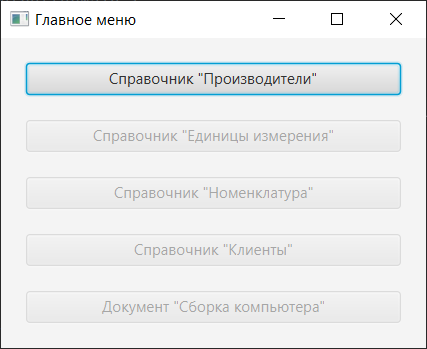 Главное меню
Справочник "Производители"
Справочник "Единицы измерения"
Справочник "Номенклатура"
Справочник "Клиенты"
Документ "Сборка компьютера"